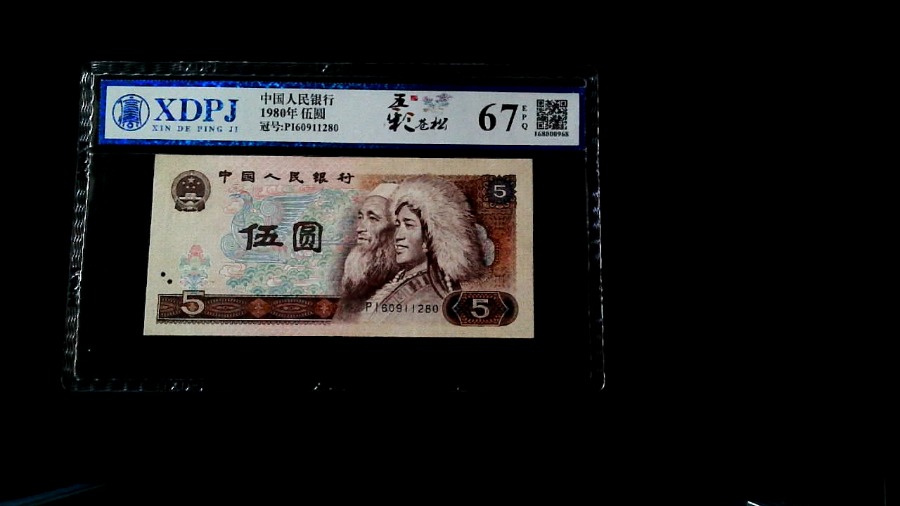 XDPJ
XIN DE PING JI
中国人民银行
1980年 伍圆
冠号:PI60911280
五彩苍松
67
EPQ
168808968
中国人民银行
5
伍圆
5
PI60911280
5